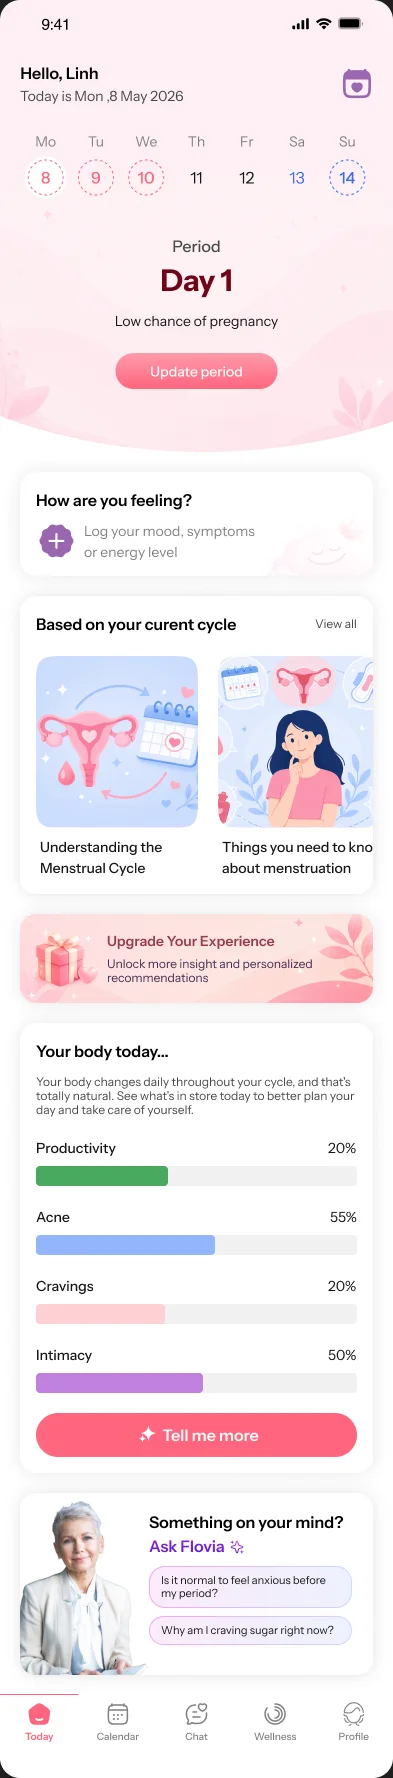 9:41
Hello, Linh
Today is Mon ,8 May 2026
Mo Tu We Th Fr Sa Su
8 9 10 11 12 13 14
Period
Day 1
Low chance of pregnancy
Update period
How are you feeling?
Log your mood, symptoms
or energy level
Based on your curent cycle
View all
Understanding the
Menstrual Cycle
Things you need to kno
about menstruation
Upgrade Your Experience
Unlock more insight and personalized
recommendations
Your body today...
Your body changes daily throughout your cycle, and that's
totally natural. See what's in store today to better plan your
day and take care of yourself.
Productivity 20%
Acne 55%
Cravings 20%
Intimacy 50%
Tell me more
Something on your mind?
Ask Flovia
Is it normal to feel anxious before
my period?
Why am I craving sugar right now?
Today Calendar Chat Wellness Profile